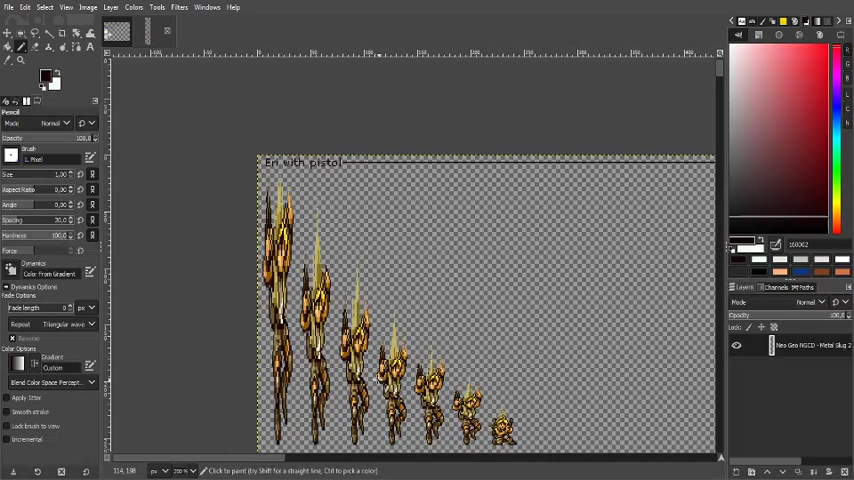 File Edit Select View Image Layer Colors Tools Filters Windows Help
Pencil
Mode Normal
Opacity 100,0
Brush
1. Pixel
Size 1,00
Aspect Ratio 0,00
Angle 0,00
Spacing 20,0
Hardness 100,0
Force
Dynamics
Color From Gradient
Dynamics Options
Fade Options
Fade length 0 px
Repeat Triangular wave
Reverse
Color Options
Gradient
Custom
Blend Color Space Percept...
Apply Jitter
Smooth stroke
Lock brush to view
Incremental
Eri with pistol
114, 198 px 200 % Click to paint (try Shift for a straight line, Ctrl to pick a color)
R
G
B
L
C
h
160002
Layers Channels Paths
Mode Normal
Opacity 100,0
Lock:
Neo Geo NGCD - Metal Slug 2